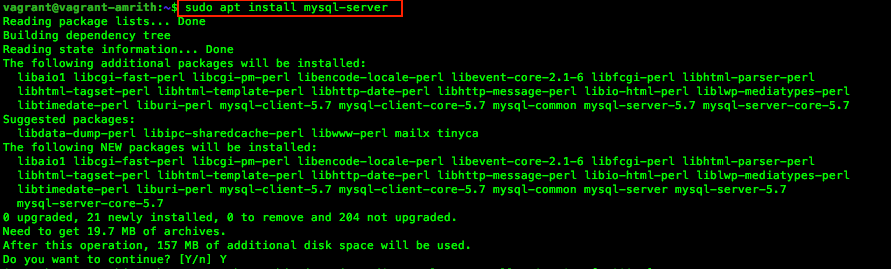 vagrant@vagrant-amrith:~$ sudo apt install mysql-server
Reading package lists... Done
Building dependency tree
Reading state information... Done
The following additional packages will be installed:
  libaio1 libcgi-fast-perl libcgi-pm-perl libencode-locale-perl libevent-core-2.1-6 libfcgi-perl libhtml-parser-perl
  libhtml-tagset-perl libhtml-template-perl libhttp-date-perl libhttp-message-perl libio-html-perl liblwp-mediatypes-perl
  libtimedate-perl liburi-perl mysql-client-5.7 mysql-client-core-5.7 mysql-common mysql-server-5.7 mysql-server-core-5.7
Suggested packages:
  libdata-dump-perl libipc-sharedcache-perl libwww-perl mailx tinyca
The following NEW packages will be installed:
  libaio1 libcgi-fast-perl libcgi-pm-perl libencode-locale-perl libevent-core-2.1-6 libfcgi-perl libhtml-parser-perl
  libhtml-tagset-perl libhtml-template-perl libhttp-date-perl libhttp-message-perl libio-html-perl liblwp-mediatypes-perl
  libtimedate-perl liburi-perl mysql-client-5.7 mysql-client-core-5.7 mysql-common mysql-server mysql-server-5.7
  mysql-server-core-5.7
0 upgraded, 21 newly installed, 0 to remove and 204 not upgraded.
Need to get 19.7 MB of archives.
After this operation, 157 MB of additional disk space will be used.
Do you want to continue? [Y/n] Y